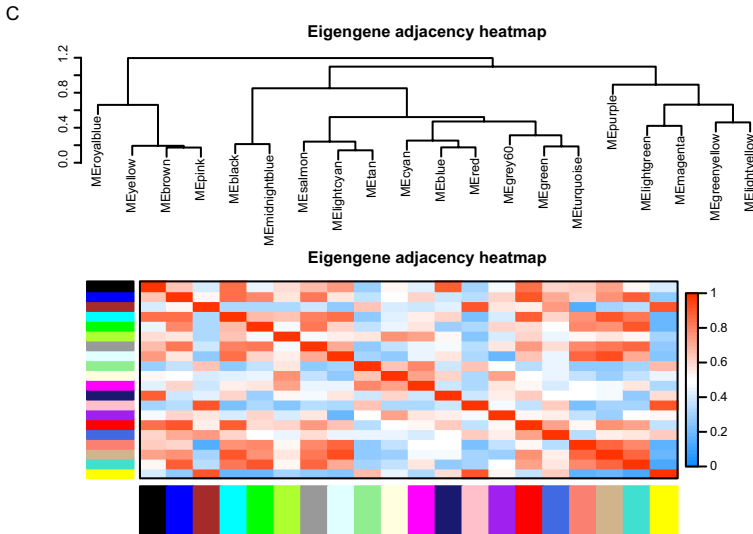 C
Eigengene adjacency heatmap
0.0 0.4 0.8 1.2
MEroyalblue
MEyellow
MEbrown
MEpink
MEblack
MEmidnightblue
MEsalmon
MElightcyan
MEtan
MEcyan
MEblue
MEred
MEgrey60
MEgreen
MEturquoise
MEpurple
MElightgreen
MEmagenta
MEgreenyellow
MElightyellow
Eigengene adjacency heatmap
1
0.8
0.6
0.4
0.2
0